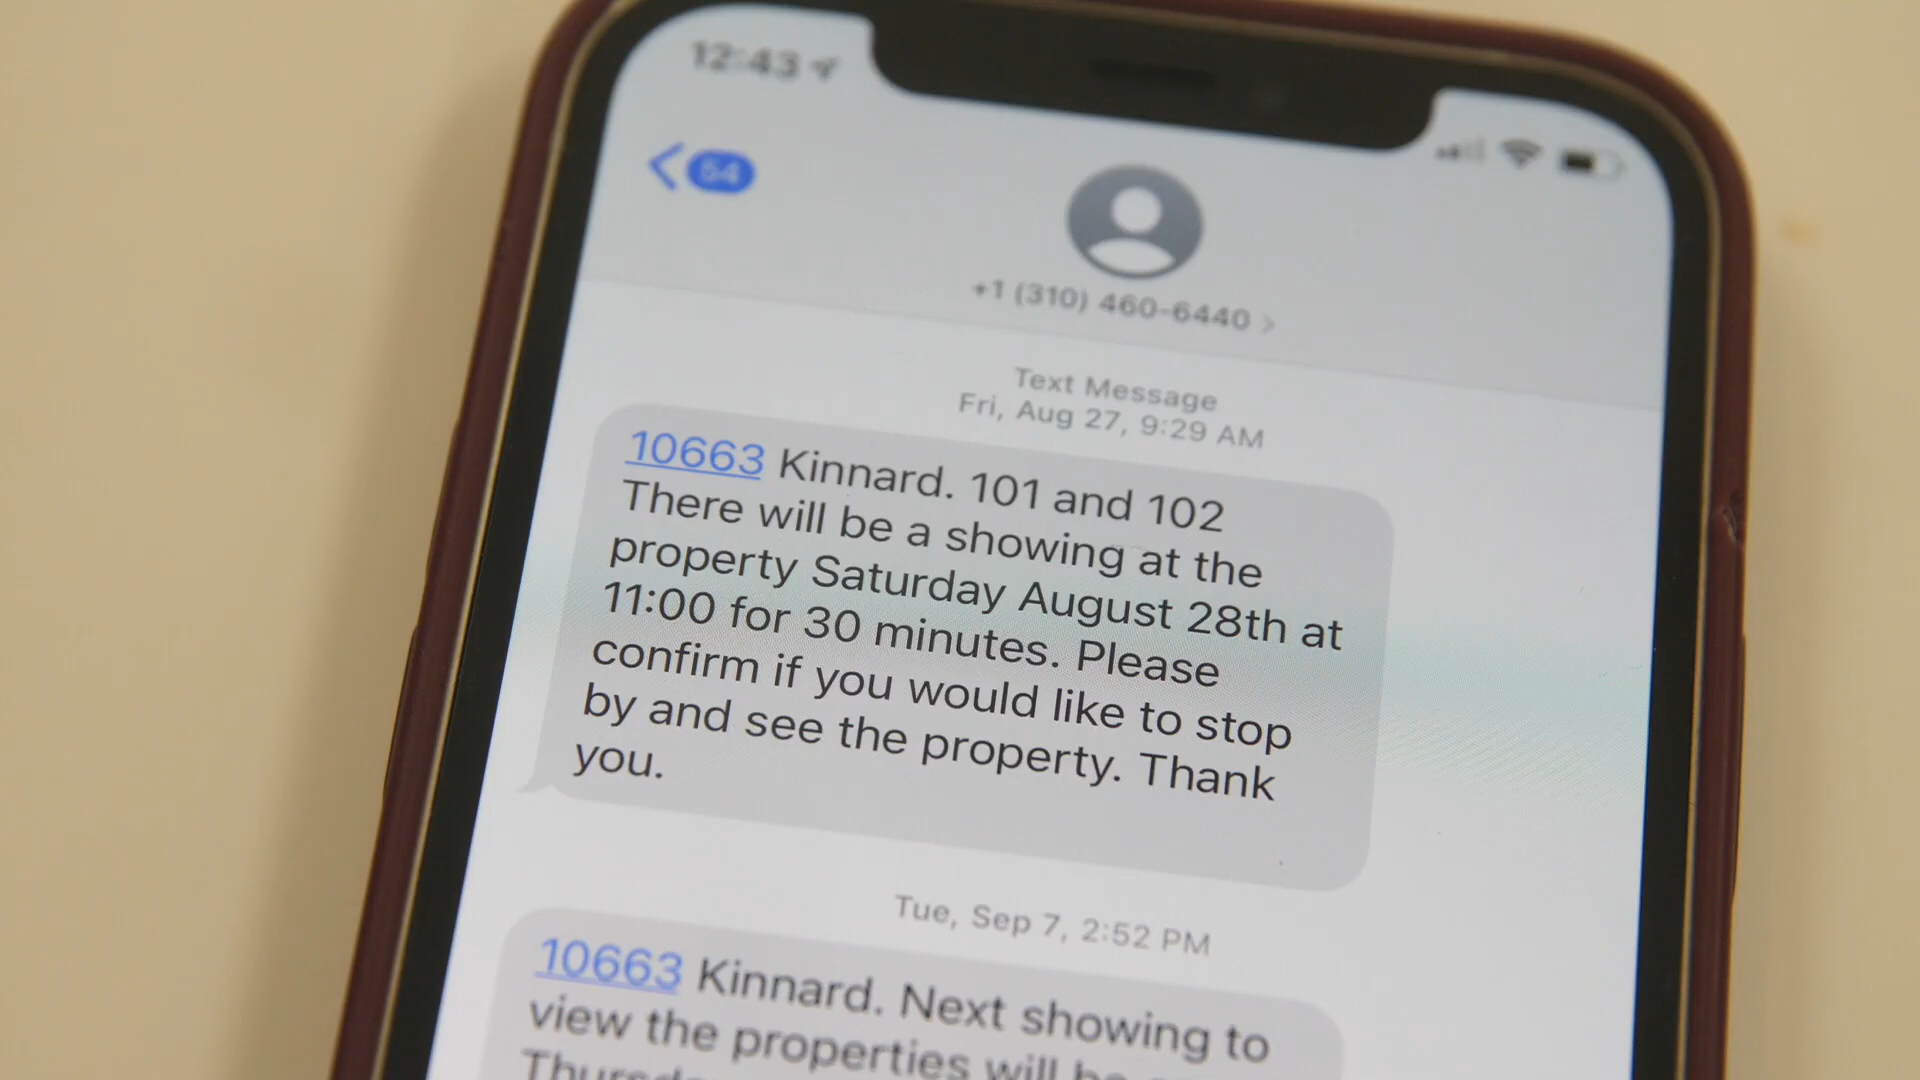 12:43
54
+1 (310) 460-6440 >
Text Message
Fri, Aug 27, 9:29 AM
10663 Kinnard. 101 and 102
There will be a showing at the
property Saturday August 28th at
11:00 for 30 minutes. Please
confirm if you would like to stop
by and see the property. Thank
you.
Tue, Sep 7, 2:52 PM
10663 Kinnard. Next showing to
view the properties will be